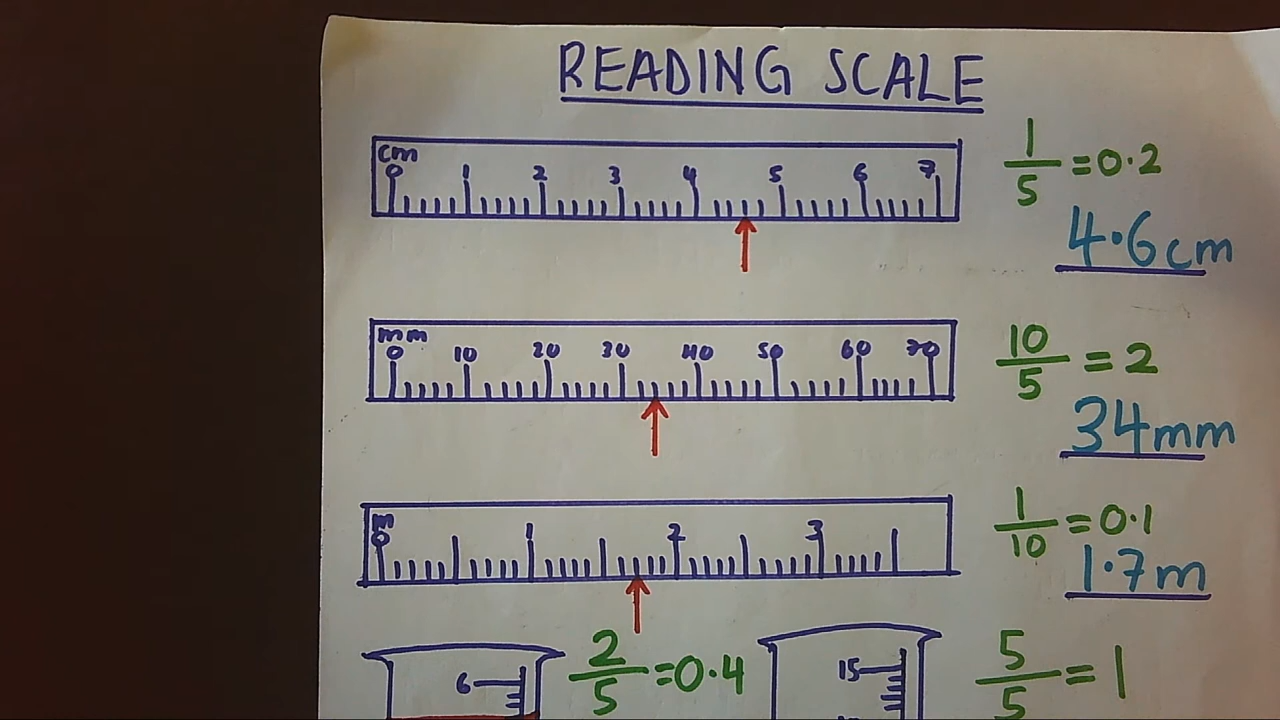 READING SCALE
cm
0 1 2 3 4 5 6 7
1/5 = 0.2
4.6cm
mm
0 10 20 30 40 50 60 70
10/5 = 2
34mm
m
0 1 2 3
1/10 = 0.1
1.7m
6
2/5 = 0.4
15
5/5 = 1